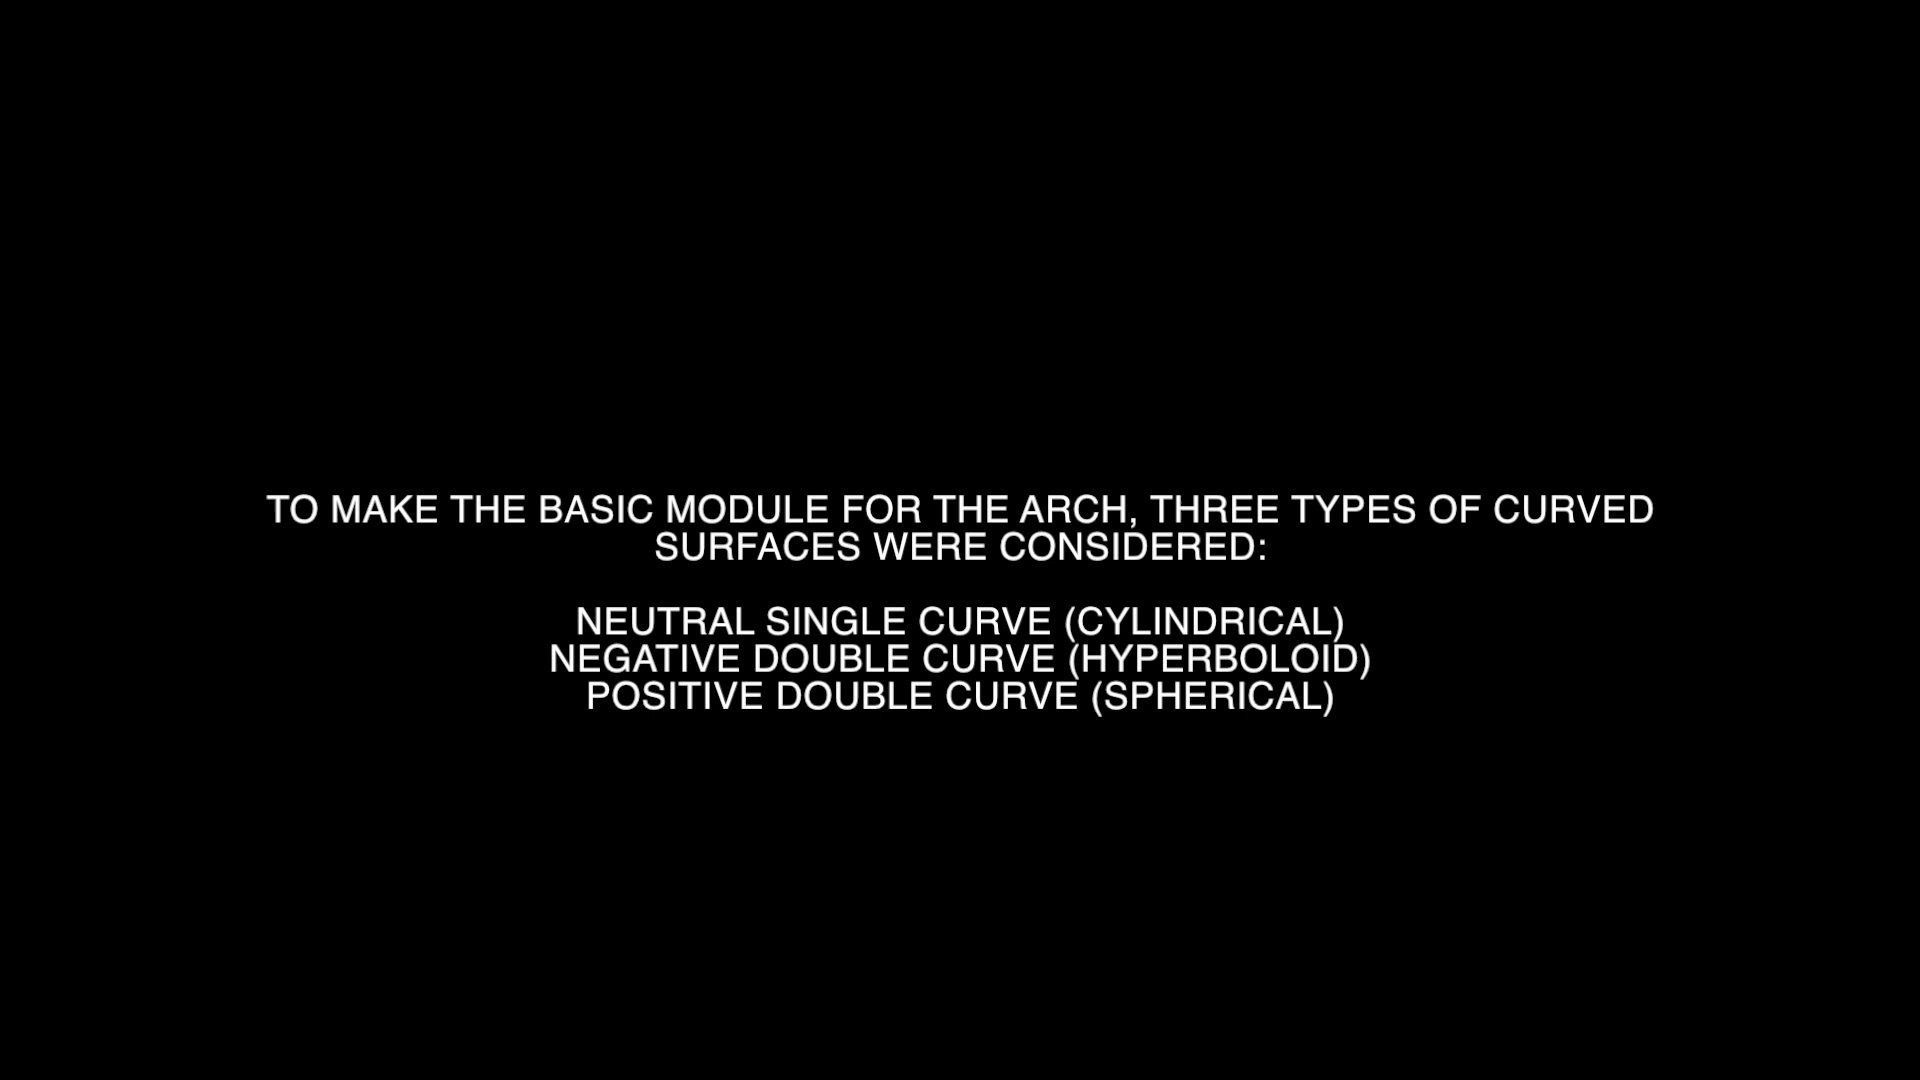 TO MAKE THE BASIC MODULE FOR THE ARCH, THREE TYPES OF CURVED
SURFACES WERE CONSIDERED:
NEUTRAL SINGLE CURVE (CYLINDRICAL)
NEGATIVE DOUBLE CURVE (HYPERBOLOID)
POSITIVE DOUBLE CURVE (SPHERICAL)